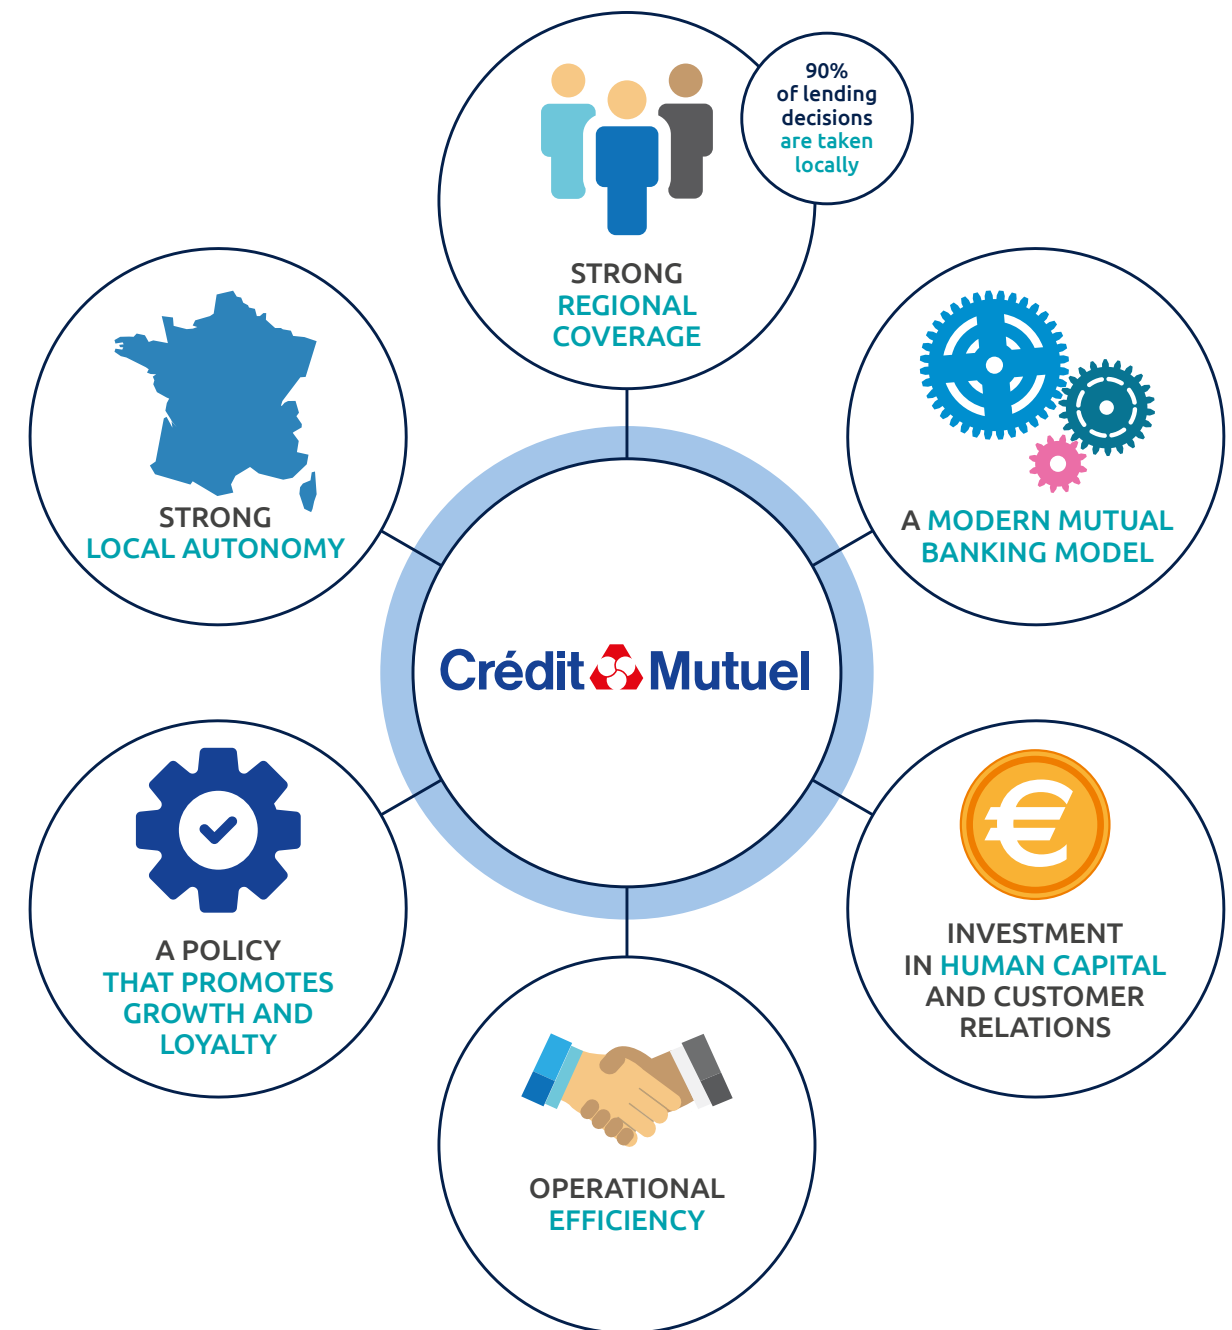 90%
of lending
decisions
are taken
locally
STRONG
REGIONAL
COVERAGE
STRONG
LOCAL AUTONOMY
A MODERN MUTUAL
BANKING MODEL
Crédit Mutuel
A POLICY
THAT PROMOTES
GROWTH AND
LOYALTY
INVESTMENT
IN HUMAN CAPITAL
AND CUSTOMER
RELATIONS
OPERATIONAL
EFFICIENCY